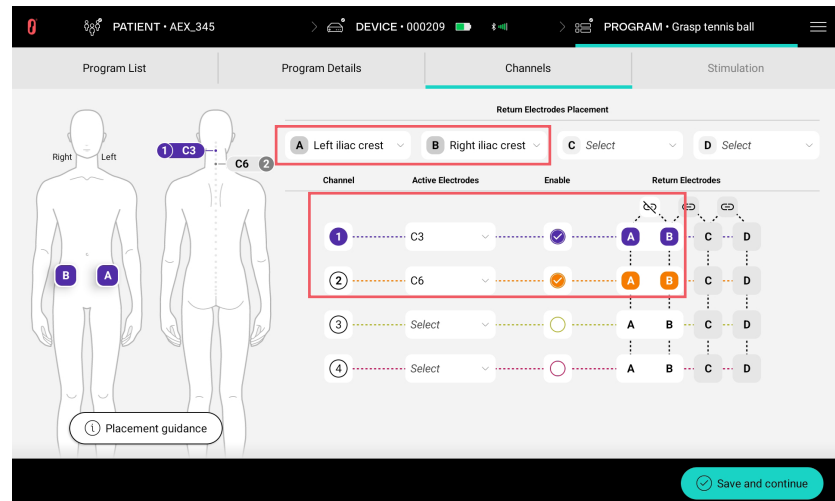 PATIENT • AEX_345
DEVICE • 000209
PROGRAM • Grasp tennis ball
Program List
Program Details
Channels
Stimulation
Return Electrodes Placement
A Left iliac crest
B Right iliac crest
C Select
D Select
Right
Left
1 C3
C6 2
Channel
Active Electrodes
Enable
Return Electrodes
1 C3 A B C D
2 C6 A B C D
3 Select A B C D
4 Select A B C D
B A
Placement guidance
Save and continue